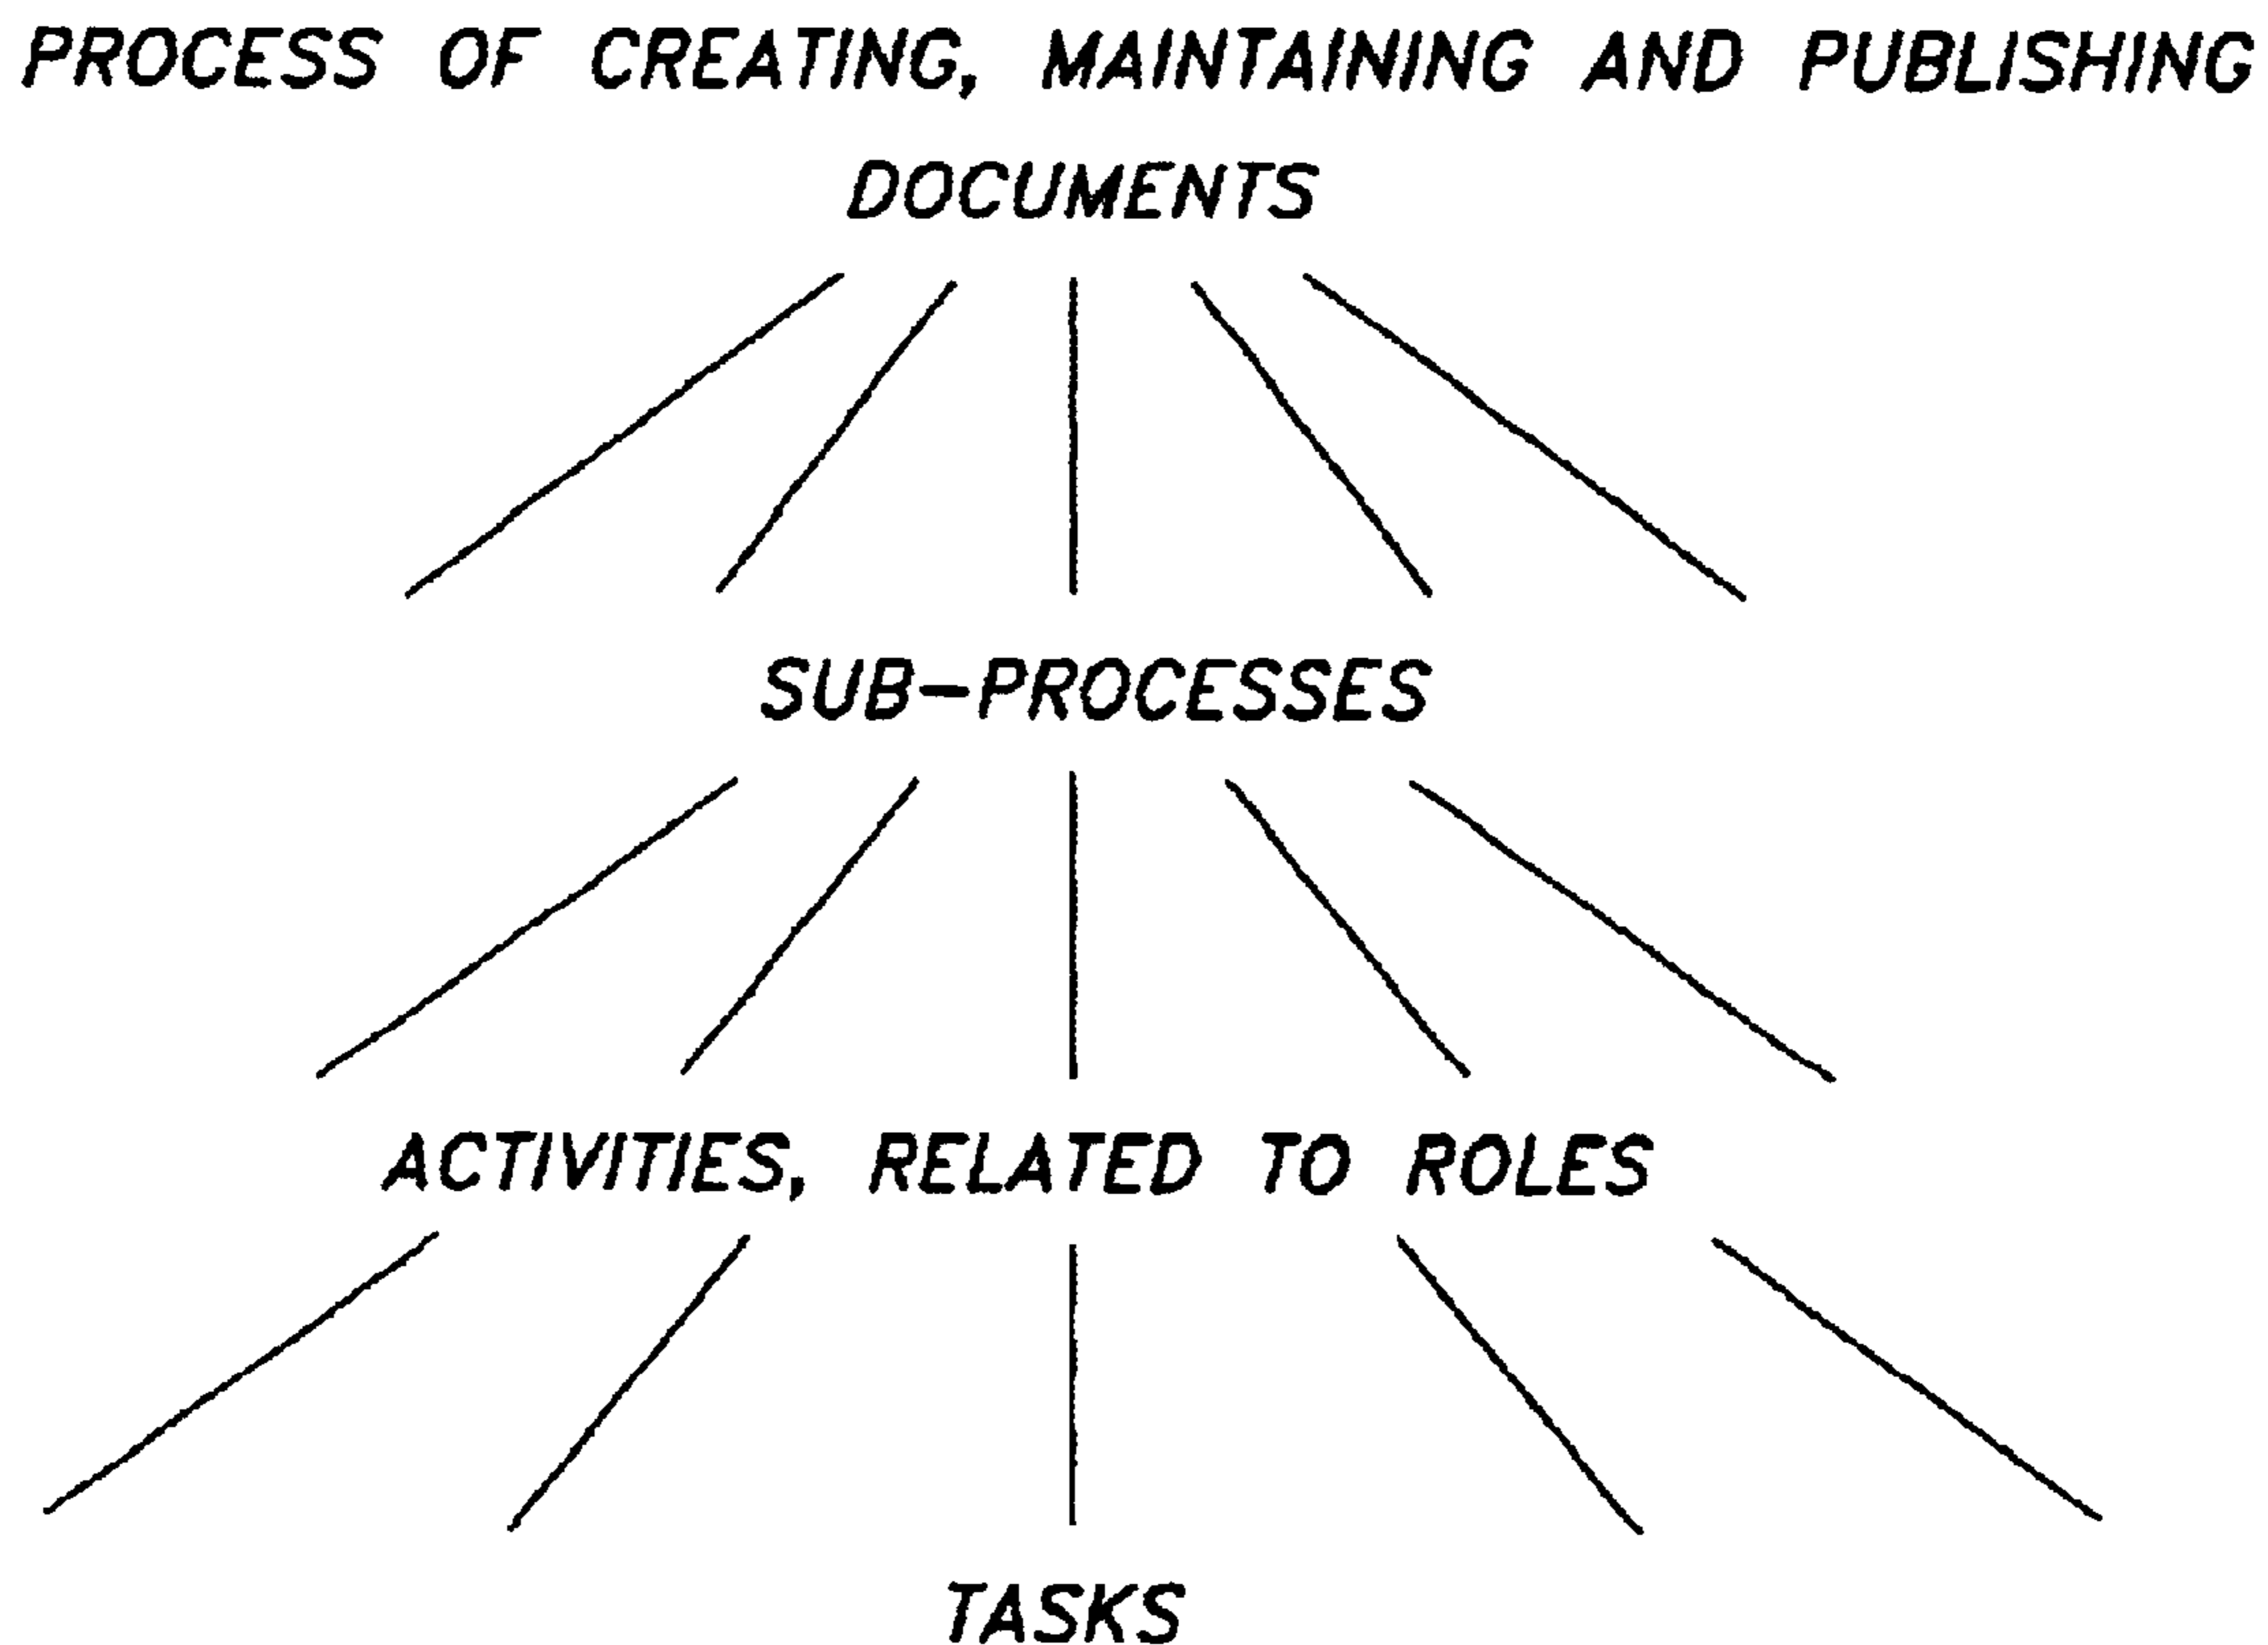 PROCESS OF CREATING, MAINTAINING AND PUBLISHING
DOCUMENTS
SUB-PROCESSES
ACTIVITIES, RELATED TO ROLES
TASKS